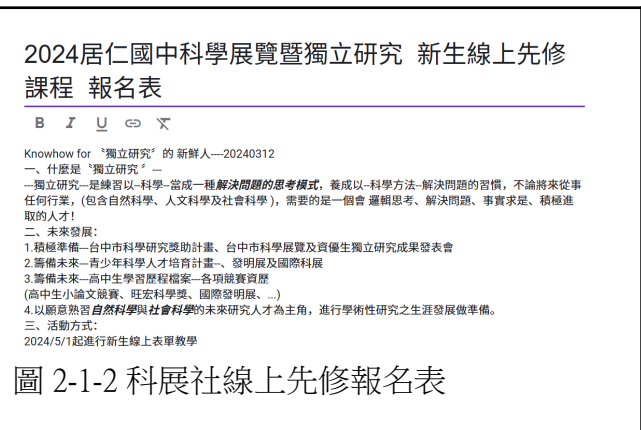 2024居仁國中科學展覽暨獨立研究 新生線上先修
課程 報名表
B I U
Knowhow for 〝獨立研究〞的 新鮮人----20240312
一、什麼是〝獨立研究〞---
---獨立研究---是練習以--科學--當成一種解決問題的思考模式，養成以--科學方法--解決問題的習慣，不論將來從事
任何行業，(包含自然科學、人文科學及社會科學 )，需要的是一個會 邏輯思考、解決問題、事實求是、積極進
取的人才！
二、未來發展：
1.積極準備---台中市科學研究獎助計畫、台中市科學展覽及資優生獨立研究成果發表會
2.籌備未來---青少年科學人才培育計畫--、發明展及國際科展
3.籌備未來---高中生學習歷程檔案---各項競賽資歷
(高中生小論文競賽、旺宏科學獎、國際發明展、...)
4.以願意熟習自然科學與社會科學的未來研究人才為主角，進行學術性研究之生涯發展做準備。
三、活動方式：
2024/5/1起進行新生線上表單教學
圖 2-1-2 科展社線上先修報名表